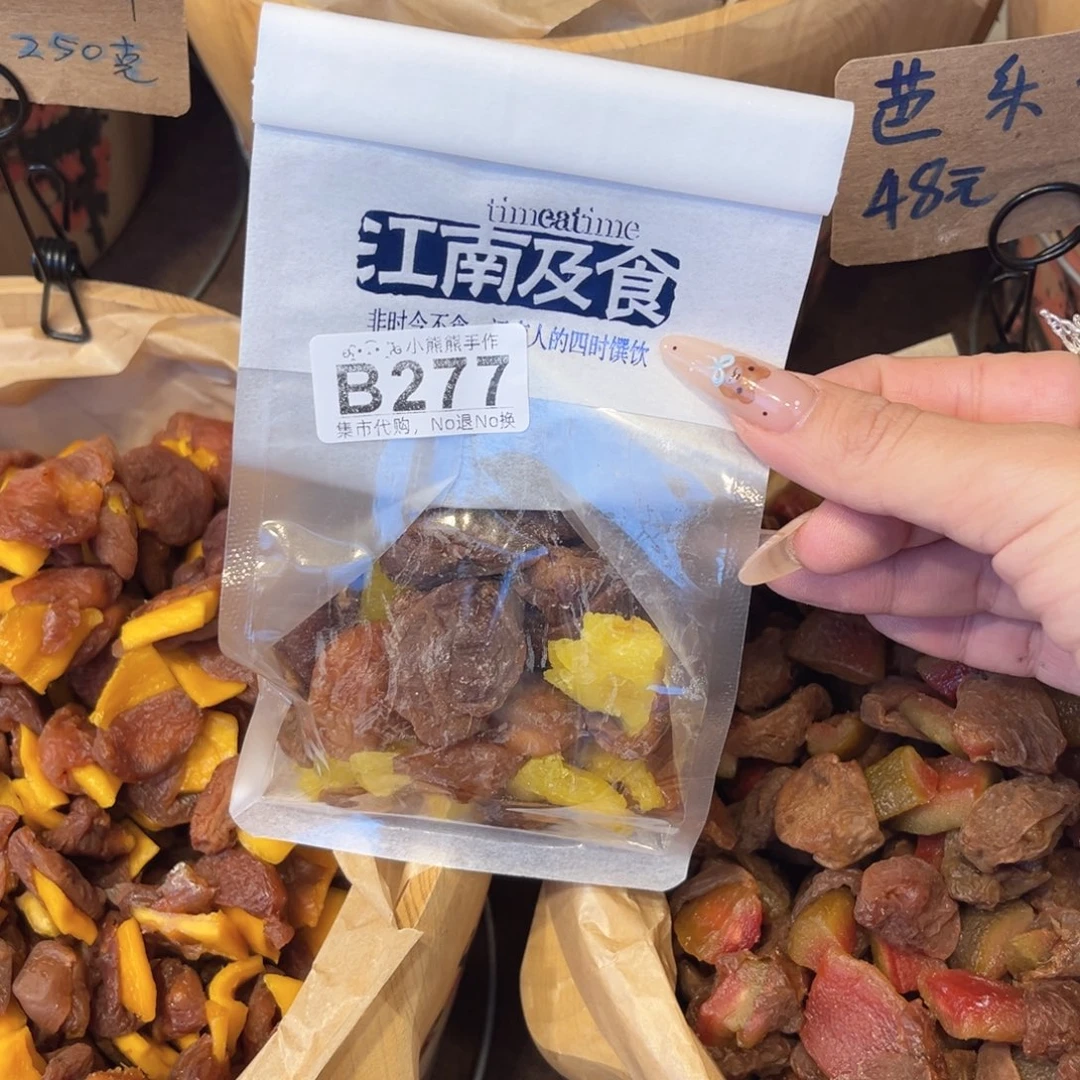 250克
芭乐
48元
timeatime
江南及食
非时令不食
人的四时馔饮
小熊熊手作
B277
集市代购，No退No换